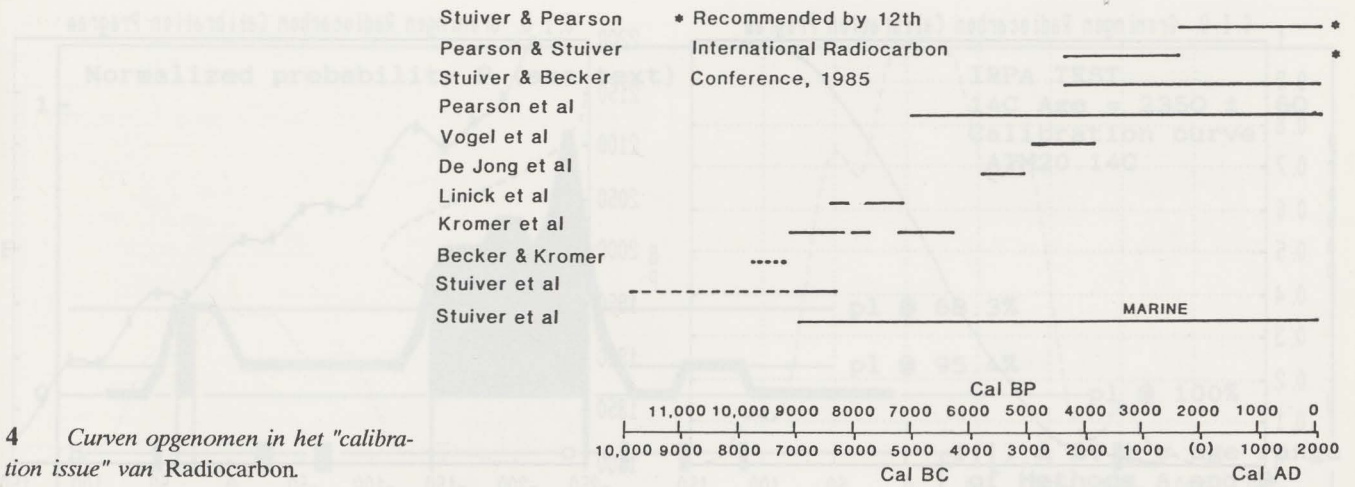 Stuiver & Pearson * Recommended by 12th *
Pearson & Stuiver International Radiocarbon *
Stuiver & Becker Conference, 1985
Pearson et al
Vogel et al
De Jong et al
Linick et al
Kromer et al
Becker & Kromer
Stuiver et al
Stuiver et al MARINE
Cal BP
11,000 10,000 9000 8000 7000 6000 5000 4000 3000 2000 1000 0
10,000 9000 8000 7000 6000 5000 4000 3000 2000 1000 (0) 1000 2000
Cal BC Cal AD
4 Curven opgenomen in het "calibra-
tion issue" van Radiocarbon.